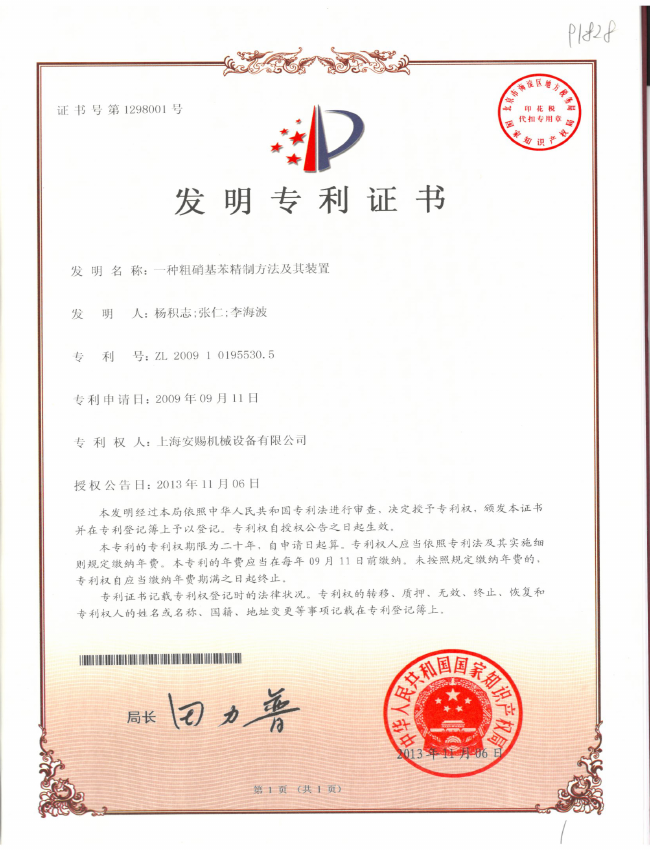 P1828
证书号第1298001号
北京市海淀区地方税务局
印花税
代扣专用章
国家知识产权局
发明专利证书
发明名称：一种粗硝基苯精制方法及其装置
发明人：杨积志;张仁;李海波
专利号：ZL 2009 1 0195530.5
专利申请日：2009年09月11日
专利权人：上海安赐机械设备有限公司
授权公告日：2013年11月06日
本发明经过本局依照中华人民共和国专利法进行审查，决定授予专利权，颁发本证书
并在专利登记簿上予以登记。专利权自授权公告之日起生效。
本专利的专利权期限为二十年，自申请日起算。专利权人应当依照专利法及其实施细
则规定缴纳年费。本专利的年费应当在每年09月11日前缴纳。未按照规定缴纳年费的，
专利权自应当缴纳年费期满之日起终止。
专利证书记载专利权登记时的法律状况。专利权的转移、质押、无效、终止、恢复和
专利权人的姓名或名称、国籍、地址变更等事项记载在专利登记簿上。
局长 田力普
中华人民共和国国家知识产权局
2013年11月06日
第1页（共1页）